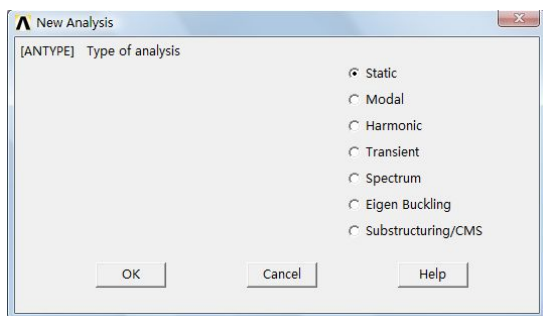 New Analysis
[ANTYPE] Type of analysis
Static
Modal
Harmonic
Transient
Spectrum
Eigen Buckling
Substructuring/CMS
OK Cancel Help